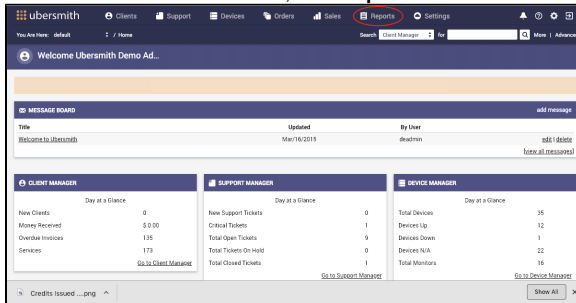 ubersmith Clients Support Devices Orders Sales Reports Settings
You Are Here: default / Home Search Client Manager for More | Advance
Welcome Ubersmith Demo Ad...
MESSAGE BOARD add message
Title Updated By User
Welcome to Ubersmith Mar/16/2015 deadmin edit | delete
[view all messages]
CLIENT MANAGER
Day at a Glance
New Clients 0
Money Received $ 0.00
Overdue Invoices 135
Services 173
Go to Client Manager
SUPPORT MANAGER
Day at a Glance
New Support Tickets 0
Critical Tickets 1
Total Open Tickets 9
Total Tickets On Hold 0
Total Closed Tickets 1
Go to Support Manager
DEVICE MANAGER
Day at a Glance
Total Devices 35
Devices Up 12
Devices Down 1
Devices N/A 22
Total Monitors 16
Go to Device Manager
Credits Issued ....png Show All